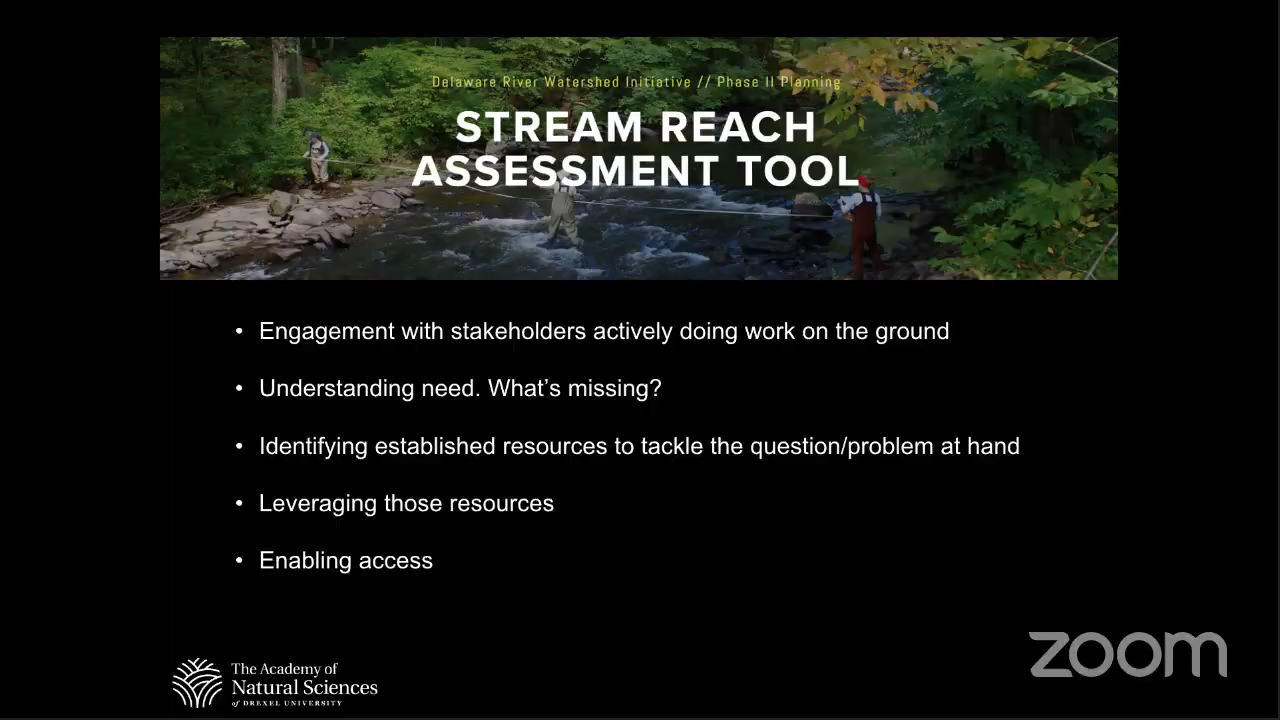 Delaware River Watershed Initiative // Phase II Planning
STREAM REACH
ASSESSMENT TOOL
• Engagement with stakeholders actively doing work on the ground
• Understanding need. What's missing?
• Identifying established resources to tackle the question/problem at hand
• Leveraging those resources
• Enabling access
The Academy of
Natural Sciences
of DREXEL UNIVERSITY
zoom